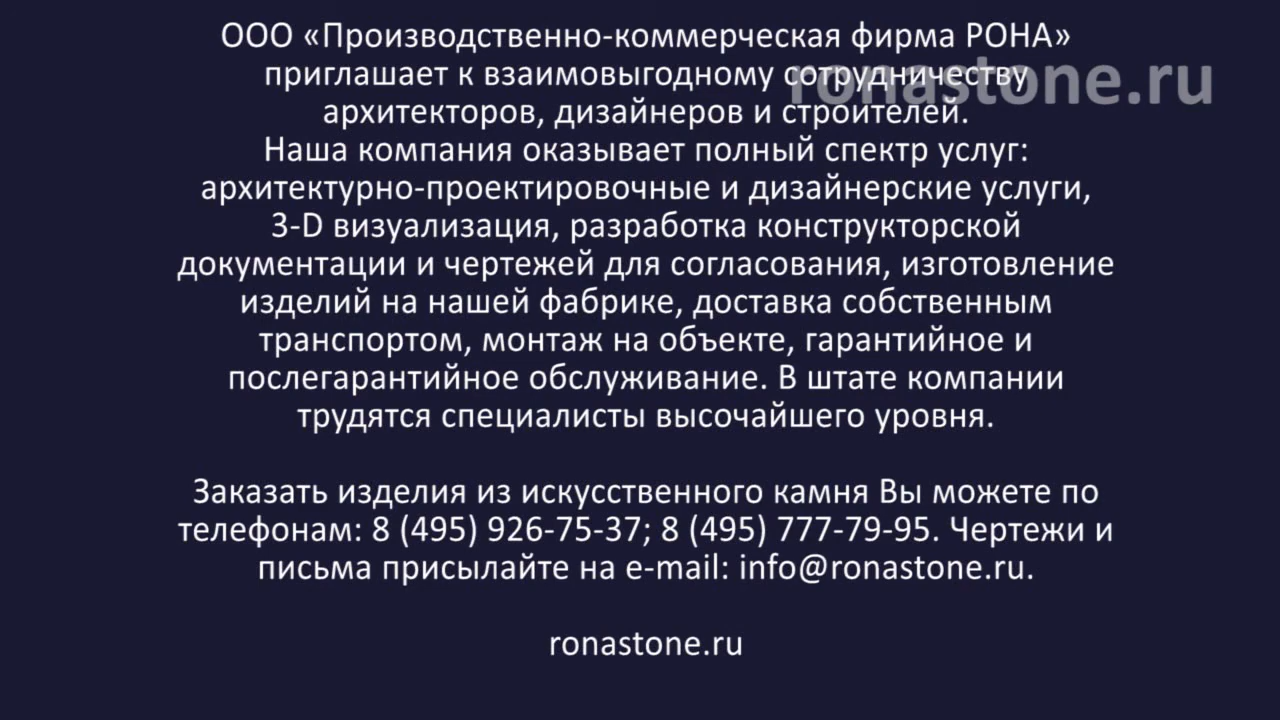 ООО «Производственно-коммерческая фирма РОНА»
ronastone.ru
приглашает к взаимовыгодному сотрудничеству
архитекторов, дизайнеров и строителей.
Наша компания оказывает полный спектр услуг:
архитектурно-проектировочные и дизайнерские услуги,
3-D визуализация, разработка конструкторской
документации и чертежей для согласования, изготовление
изделий на нашей фабрике, доставка собственным
транспортом, монтаж на объекте, гарантийное и
послегарантийное обслуживание. В штате компании
трудятся специалисты высочайшего уровня.
Заказать изделия из искусственного камня Вы можете по
телефонам: 8 (495) 926-75-37; 8 (495) 777-79-95. Чертежи и
письма присылайте на e-mail: info@ronastone.ru.
ronastone.ru